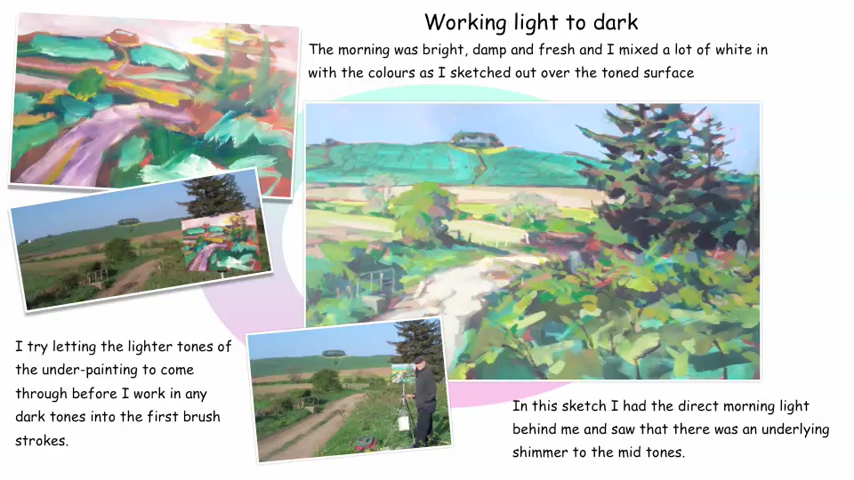 Working light to dark
The morning was bright, damp and fresh and I mixed a lot of white in
with the colours as I sketched out over the toned surface
I try letting the lighter tones of
the under-painting to come
through before I work in any
dark tones into the first brush
strokes.
In this sketch I had the direct morning light
behind me and saw that there was an underlying
shimmer to the mid tones.